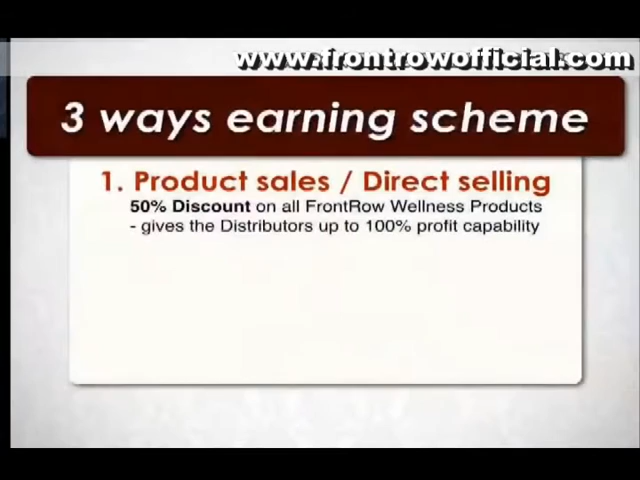 www.frontrowofficial.com
3 ways earning scheme
1. Product sales / Direct selling
50% Discount on all FrontRow Wellness Products
- gives the Distributors up to 100% profit capability